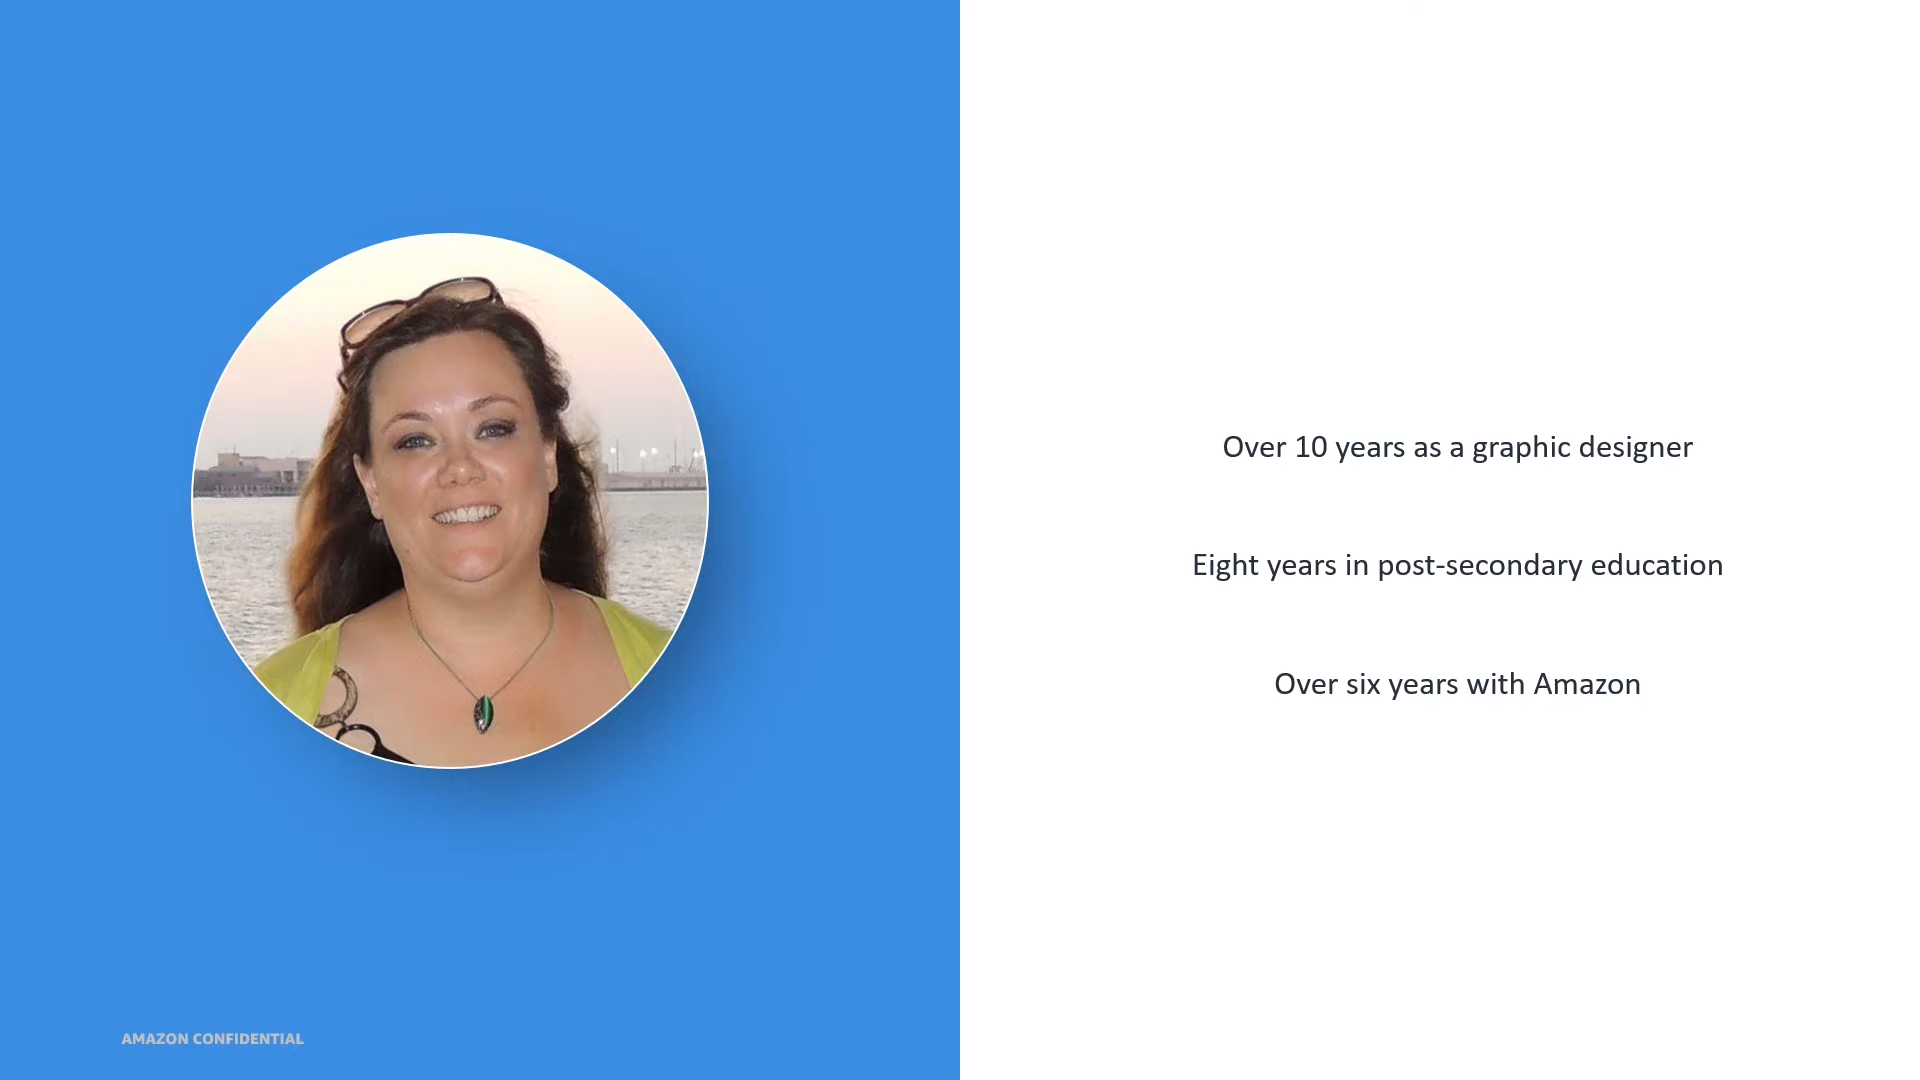 Over 10 years as a graphic designer
Eight years in post-secondary education
Over six years with Amazon
AMAZON CONFIDENTIAL